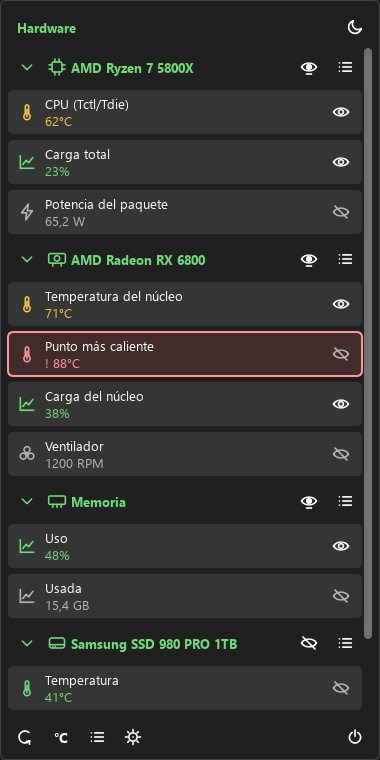 Hardware
AMD Ryzen 7 5800X
CPU (Tctl/Tdie)
62°C
Carga total
23%
Potencia del paquete
65,2 W
AMD Radeon RX 6800
Temperatura del núcleo
71°C
Punto más caliente
! 88°C
Carga del núcleo
38%
Ventilador
1200 RPM
Memoria
Uso
48%
Usada
15,4 GB
Samsung SSD 980 PRO 1TB
Temperatura
41°C
°C